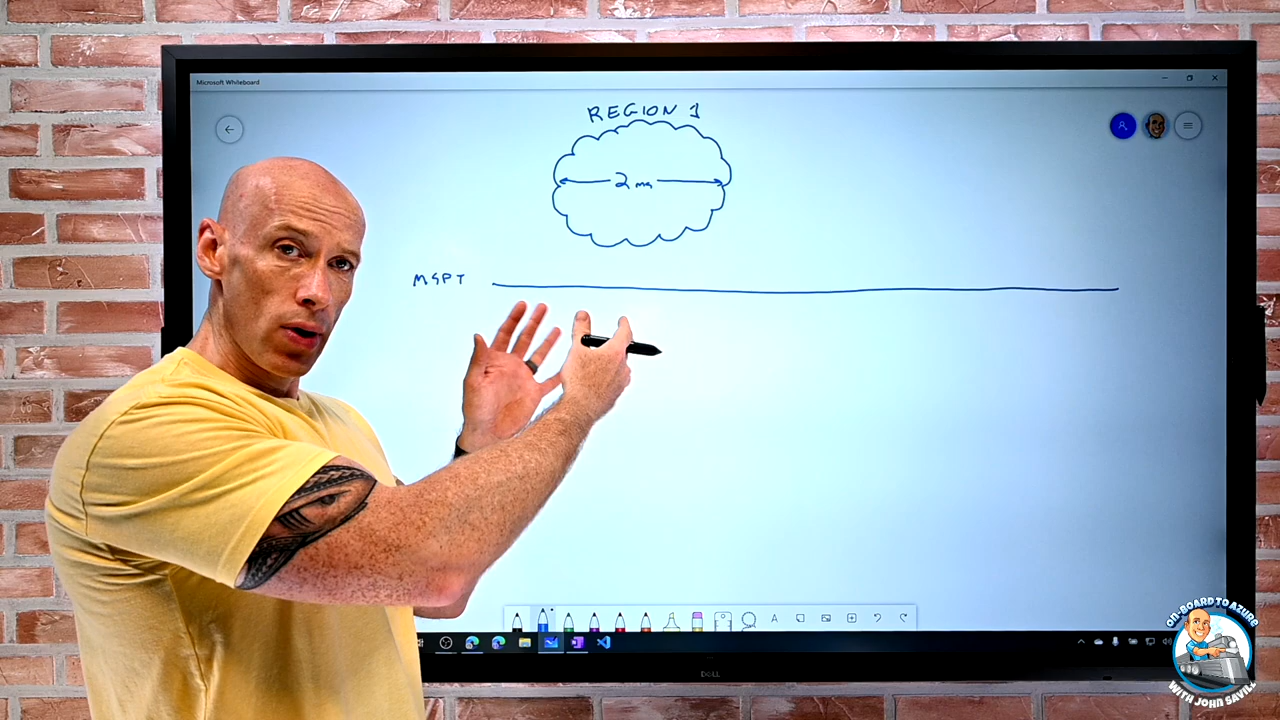 Microsoft Whiteboard
REGION 1
2ms
MSPT
A
DELL
ON-BOARD TO AZURE
WITH JOHN SAVILL